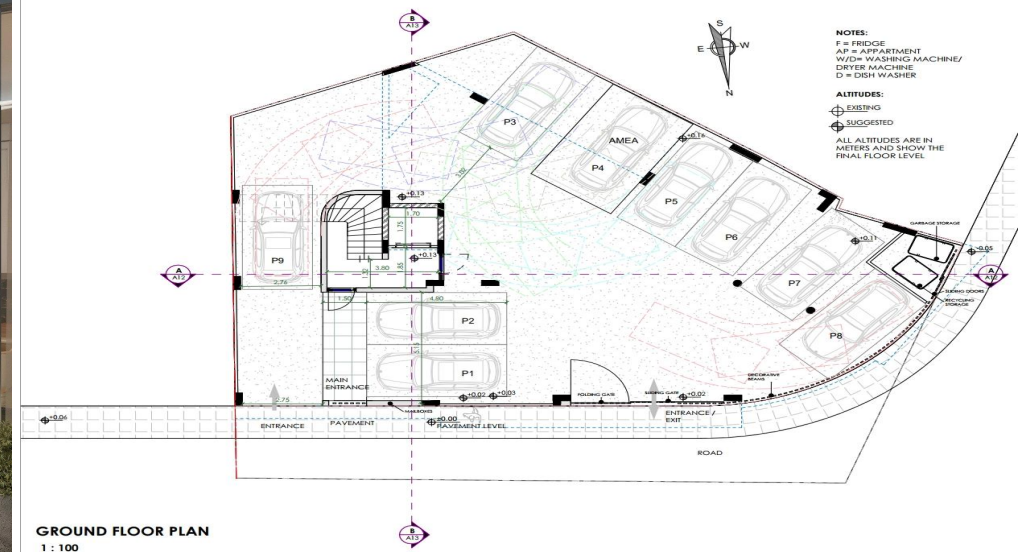 B
A13
S
E
W
N
NOTES:
F = FRIDGE
AP = APPARTMENT
W/D= WASHING MACHINE/
DRYER MACHINE
D = DISH WASHER
ALTITUDES:
EXISTING
SUGGESTED
ALL ALTITUDES ARE IN
METERS AND SHOW THE
FINAL FLOOR LEVEL
P3
AMEA
P4
+0.16
P5
P6
+0.13
1.70
1.75
+0.13
3.80
P9
2.76
+0.11
GARBAGE STORAGE
+0.05
A
A12
A
SLIDING DOORS
RECYCLING
STORAGE
P7
P8
1.50
4.80
P2
P1
MAIN
ENTRANCE
2.75
+0.02
+0.03
DECORATIVE
BEAMS
FOLDING GATE
SLIDING GATE
+0.02
+0.06
MAILBOXES
±0.00
ENTRANCE
PAVEMENT
PAVEMENT LEVEL
ENTRANCE /
EXIT
ROAD
B
A13
GROUND FLOOR PLAN
1 : 100